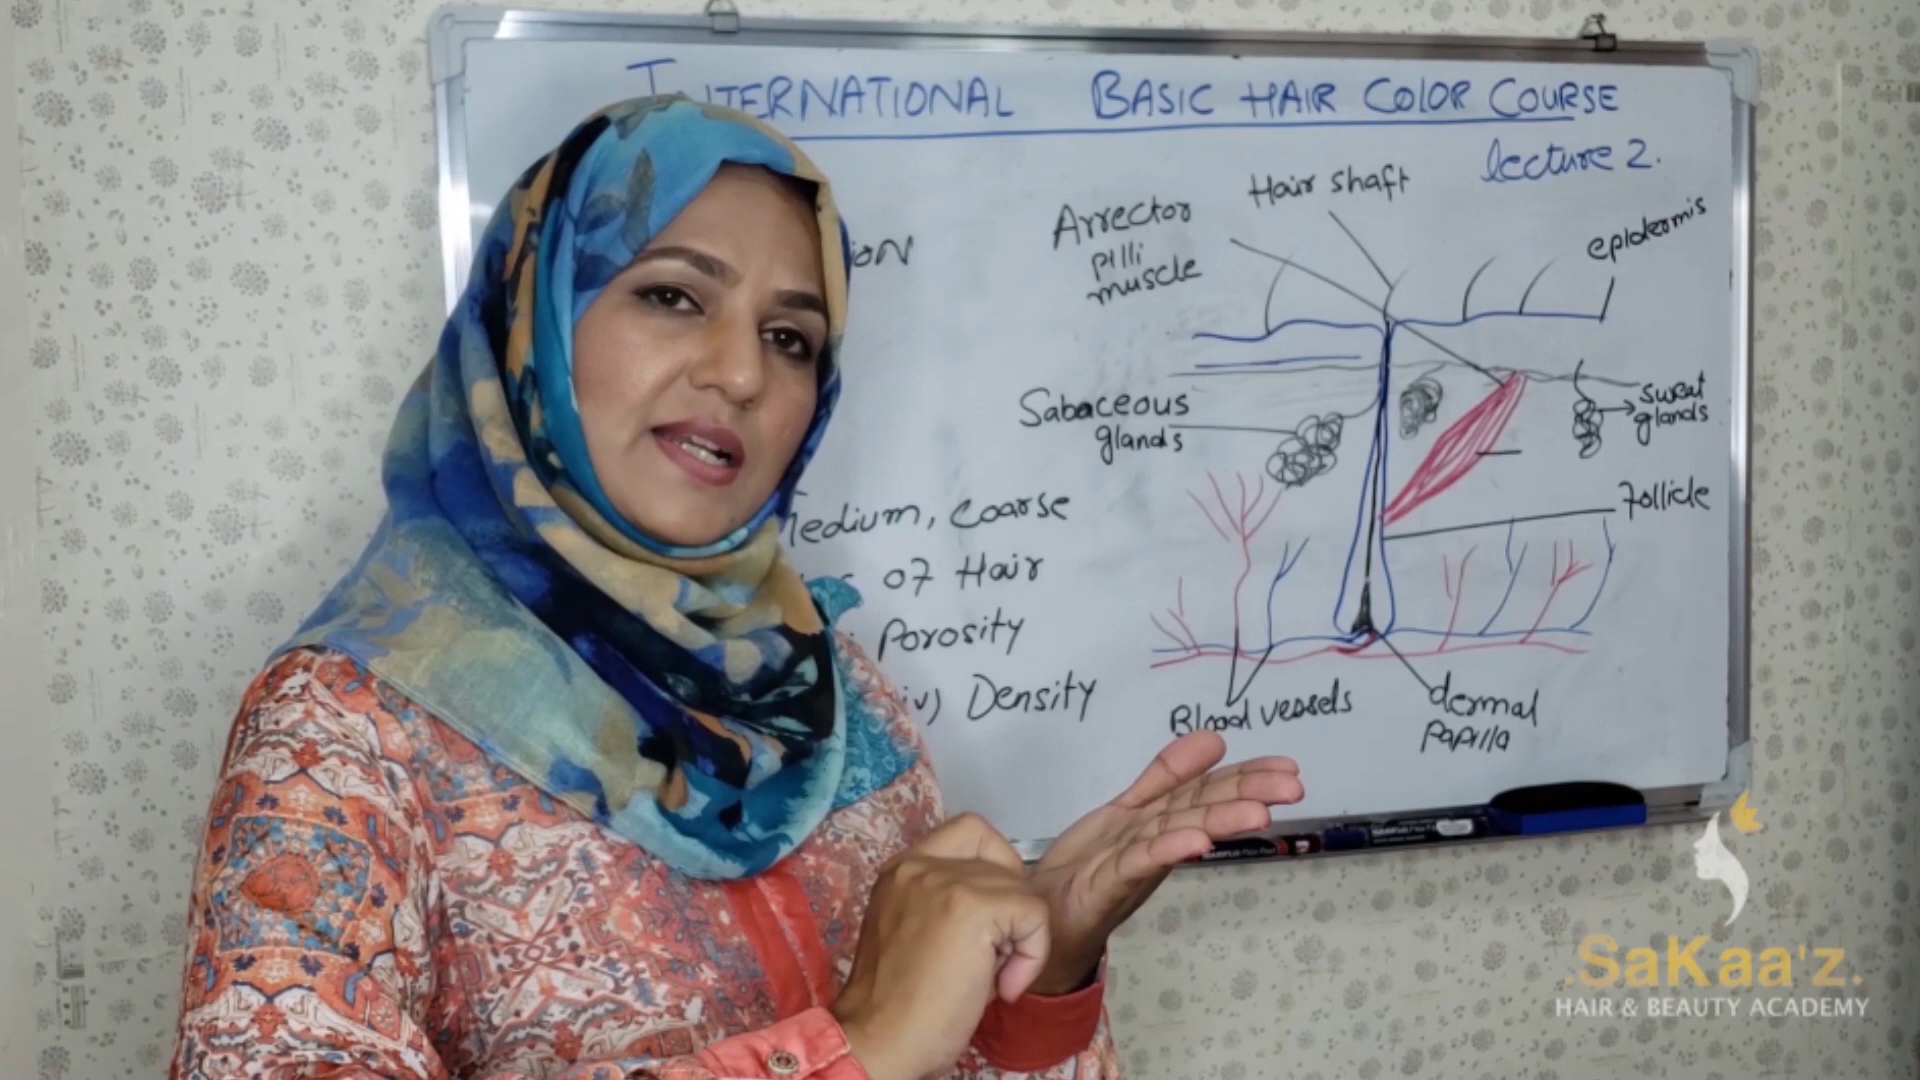 INTERNATIONAL BASIC HAIR COLOR COURSE
lecture 2.
Hair shaft
Arrector
pilli
muscle
epidermis
Sabaceous
glands
sweat
glands
Follicle
Medium, coarse
of Hair
Porosity
iv) Density
Blood vessels
dermal
Papilla
.SaKaa'z.
HAIR & BEAUTY ACADEMY